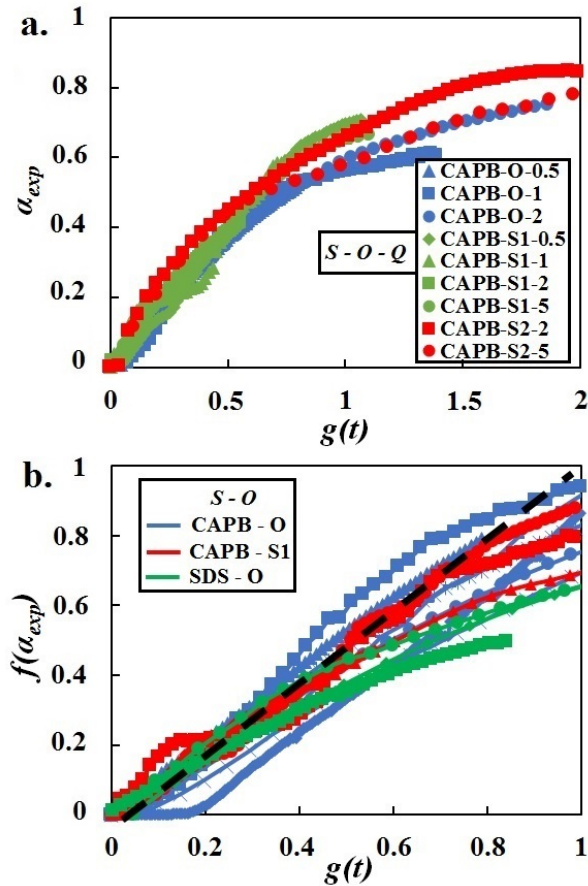 a.
1
0.8
0.6
0.4
0.2
0
α_exp
CAPB-O-0.5
CAPB-O-1
CAPB-O-2
CAPB-S1-0.5
CAPB-S1-1
CAPB-S1-2
CAPB-S1-5
CAPB-S2-2
CAPB-S2-5
S - O - Q
0 0.5 1 1.5 2
g(t)
b.
1
0.8
0.6
0.4
0.2
0
f(α_exp)
S - O
CAPB - O
CAPB - S1
SDS - O
0 0.2 0.4 0.6 0.8 1
g(t)